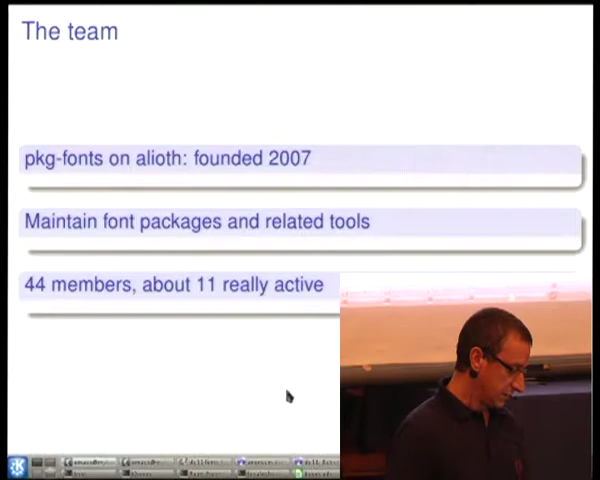 The team
pkg-fonts on alioth: founded 2007
Maintain font packages and related tools
44 members, about 11 really active